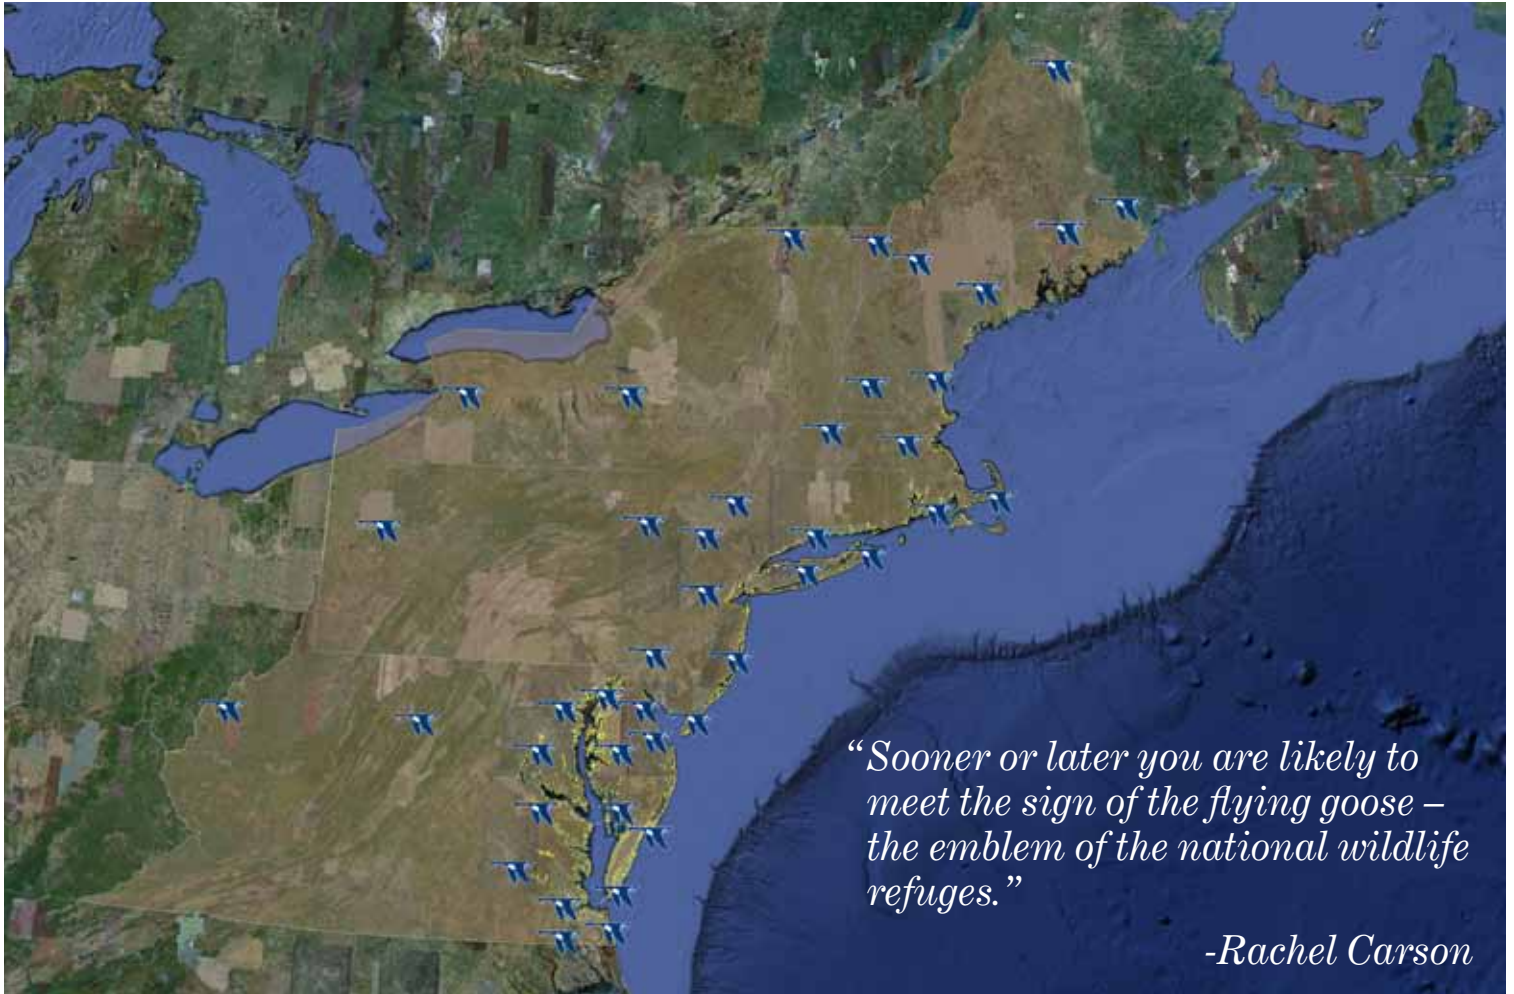 “Sooner or later you are likely to
meet the sign of the flying goose –
the emblem of the national wildlife
refuges.”
-Rachel Carson